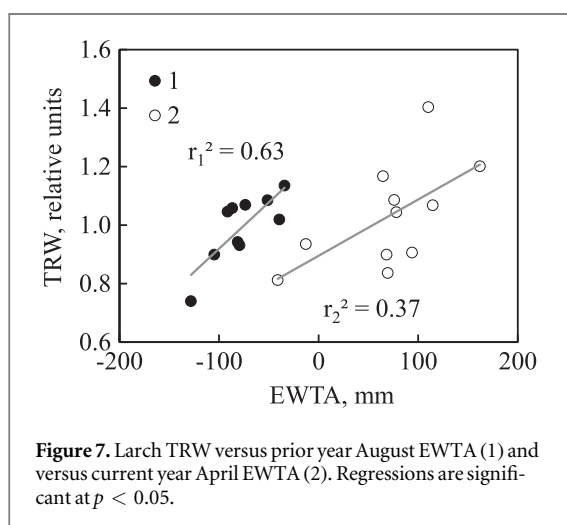 1.6
1.4
1.2
1.0
0.8
0.6
TRW, relative units
1
2
r₁² = 0.63
r₂² = 0.37
-200 -100 0 100 200
EWTA, mm
Figure 7. Larch TRW versus prior year August EWTA (1) and
versus current year April EWTA (2). Regressions are signifi-
cant at p < 0.05.